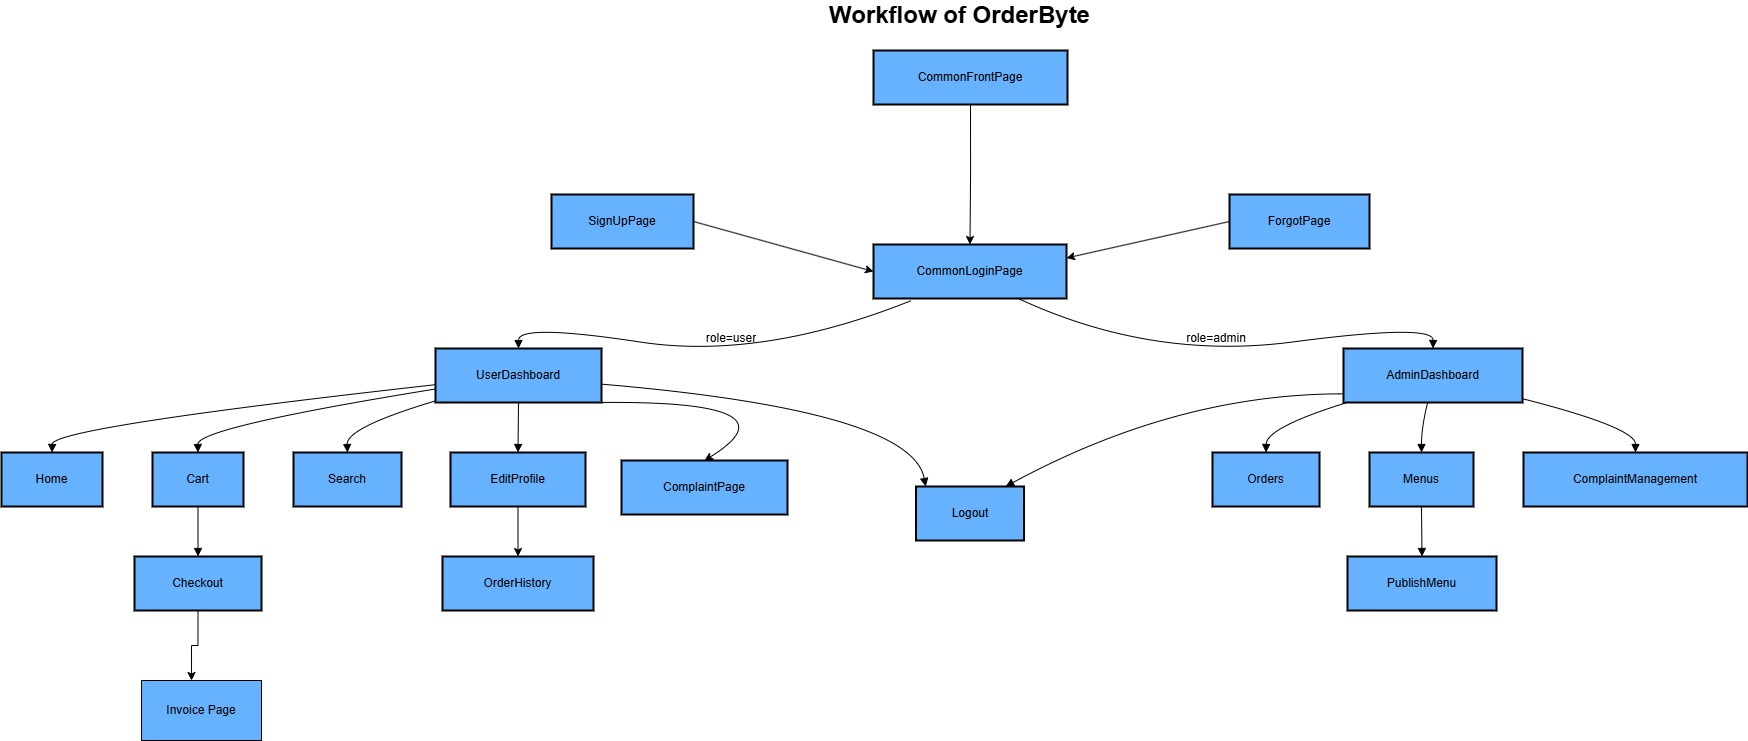 Workflow of OrderByte
CommonFrontPage
SignUpPage
ForgotPage
CommonLoginPage
role=user
role=admin
UserDashboard
AdminDashboard
Home
Cart
Search
EditProfile
ComplaintPage
Logout
Orders
Menus
ComplaintManagement
Checkout
OrderHistory
PublishMenu
Invoice Page